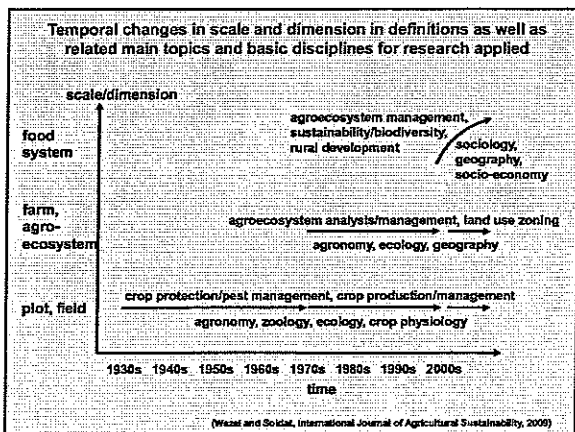 Temporal changes in scale and dimension in definitions as well as
related main topics and basic disciplines for research applied
scale/dimension
food
system
agroecosystem management,
sustainability/biodiversity,
rural development
sociology,
geography,
socio-economy
farm,
agro-
ecosystem
agroecosystem analysis/management, land use zoning
agronomy, ecology, geography
plot, field
crop protection/pest management, crop production/management
agronomy, zoology, ecology, crop physiology
1930s 1940s 1950s 1960s 1970s 1980s 1990s 2000s
time
(Wezel and Soldat, International Journal of Agricultural Sustainability, 2009)